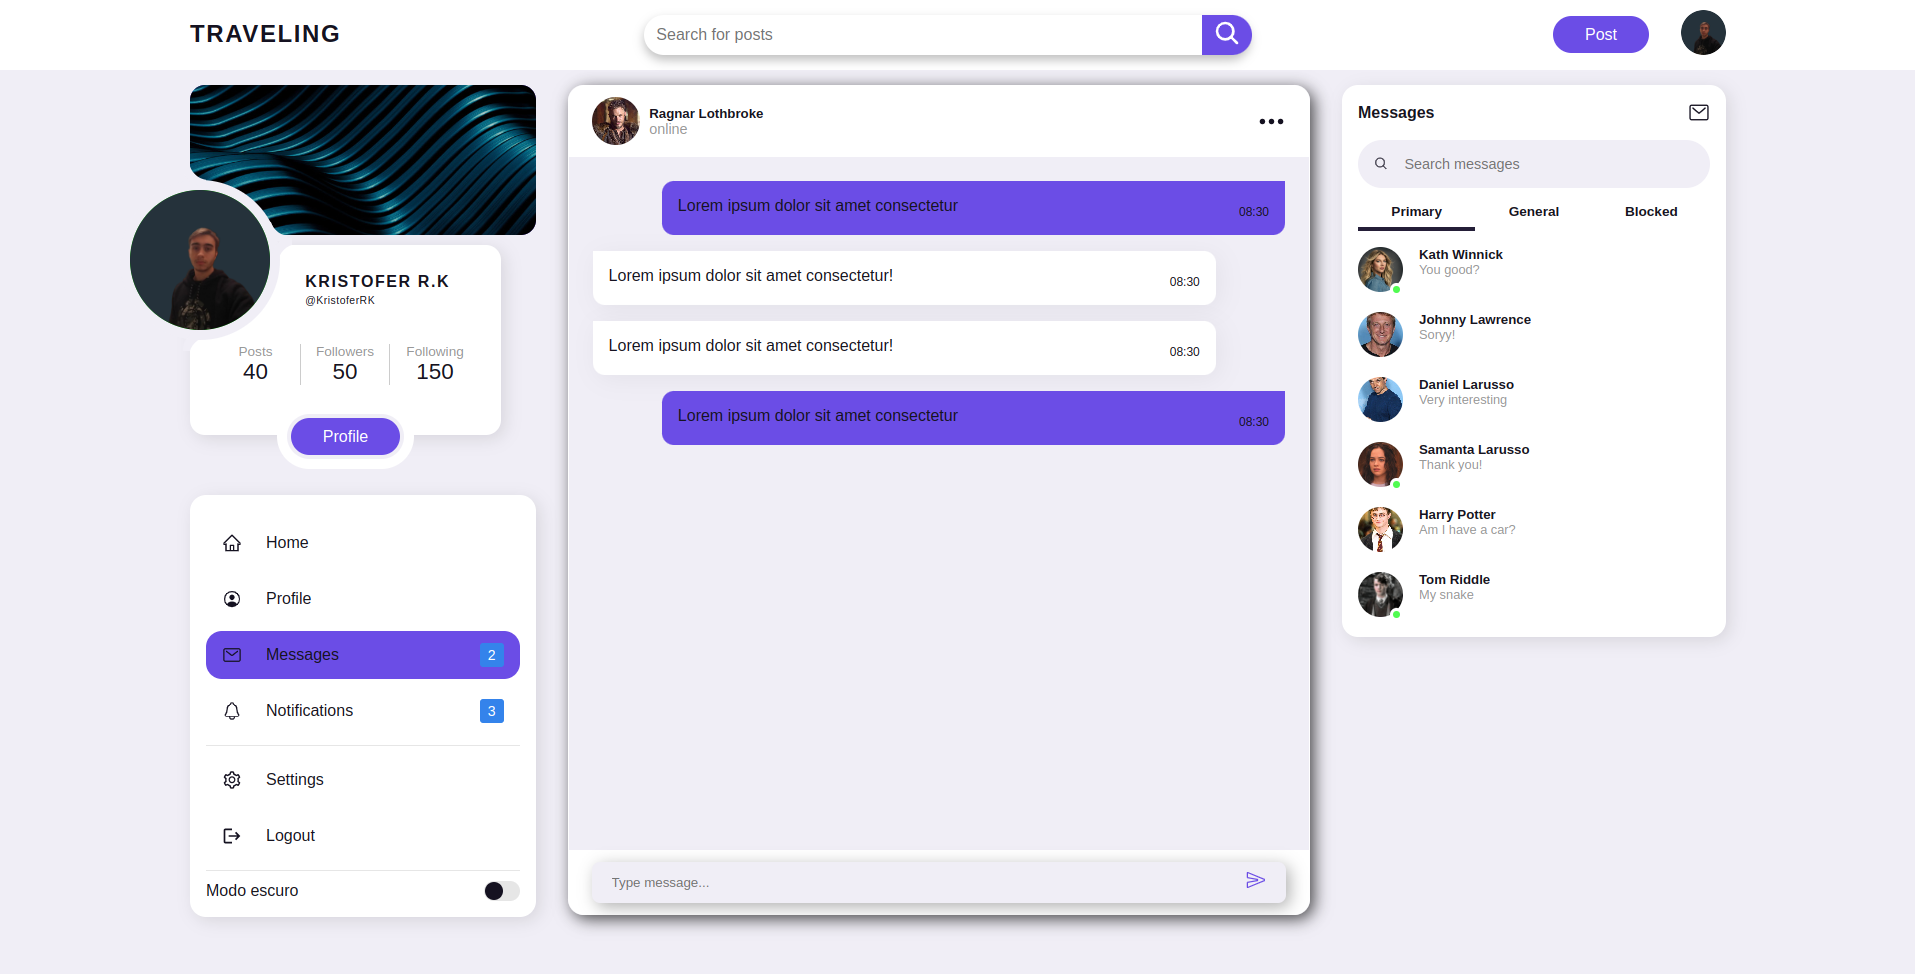 TRAVELING
Search for posts
Post
KRISTOFER R.K
@KristoferRK
Posts
40
Followers
50
Following
150
Profile
Home
Profile
Messages
2
Notifications
3
Settings
Logout
Modo escuro
Ragnar Lothbroke
online
Lorem ipsum dolor sit amet consectetur
08:30
Lorem ipsum dolor sit amet consectetur!
08:30
Lorem ipsum dolor sit amet consectetur!
08:30
Lorem ipsum dolor sit amet consectetur
08:30
Type message...
Messages
Search messages
Primary
General
Blocked
Kath Winnick
You good?
Johnny Lawrence
Soryy!
Daniel Larusso
Very interesting
Samanta Larusso
Thank you!
Harry Potter
Am I have a car?
Tom Riddle
My snake